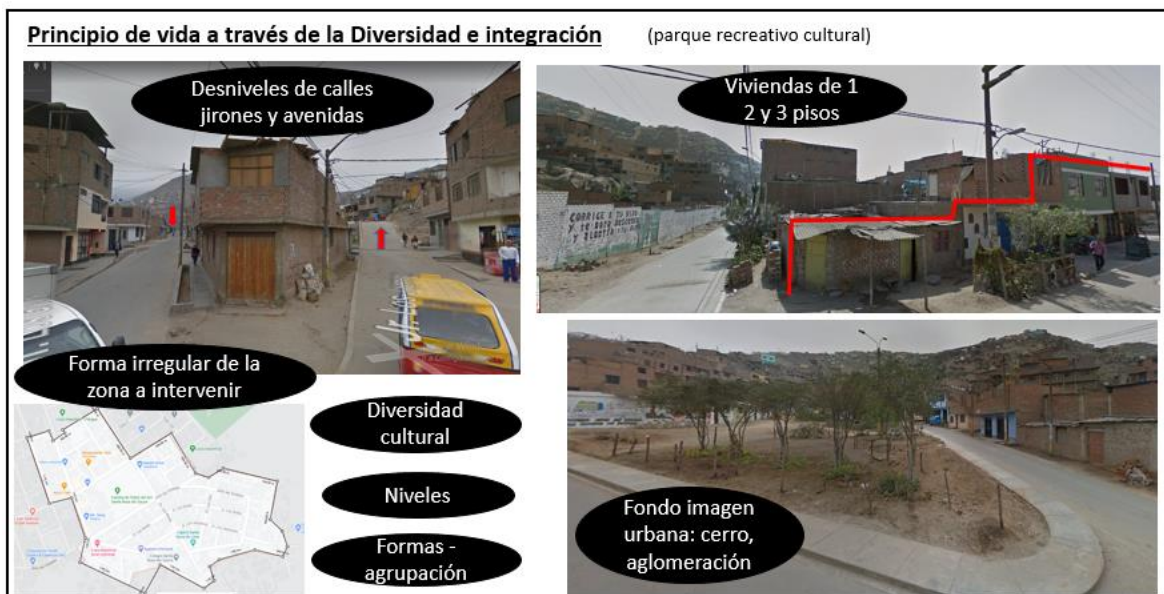 Principio de vida a través de la Diversidad e integración (parque recreativo cultural)
Desniveles de calles
jirones y avenidas
Viviendas de 1
2 y 3 pisos
CORRIGE A TU
Forma irregular de la
zona a intervenir
Diversidad
cultural
Niveles
Formas -
agrupación
Fondo imagen
urbana: cerro,
aglomeración